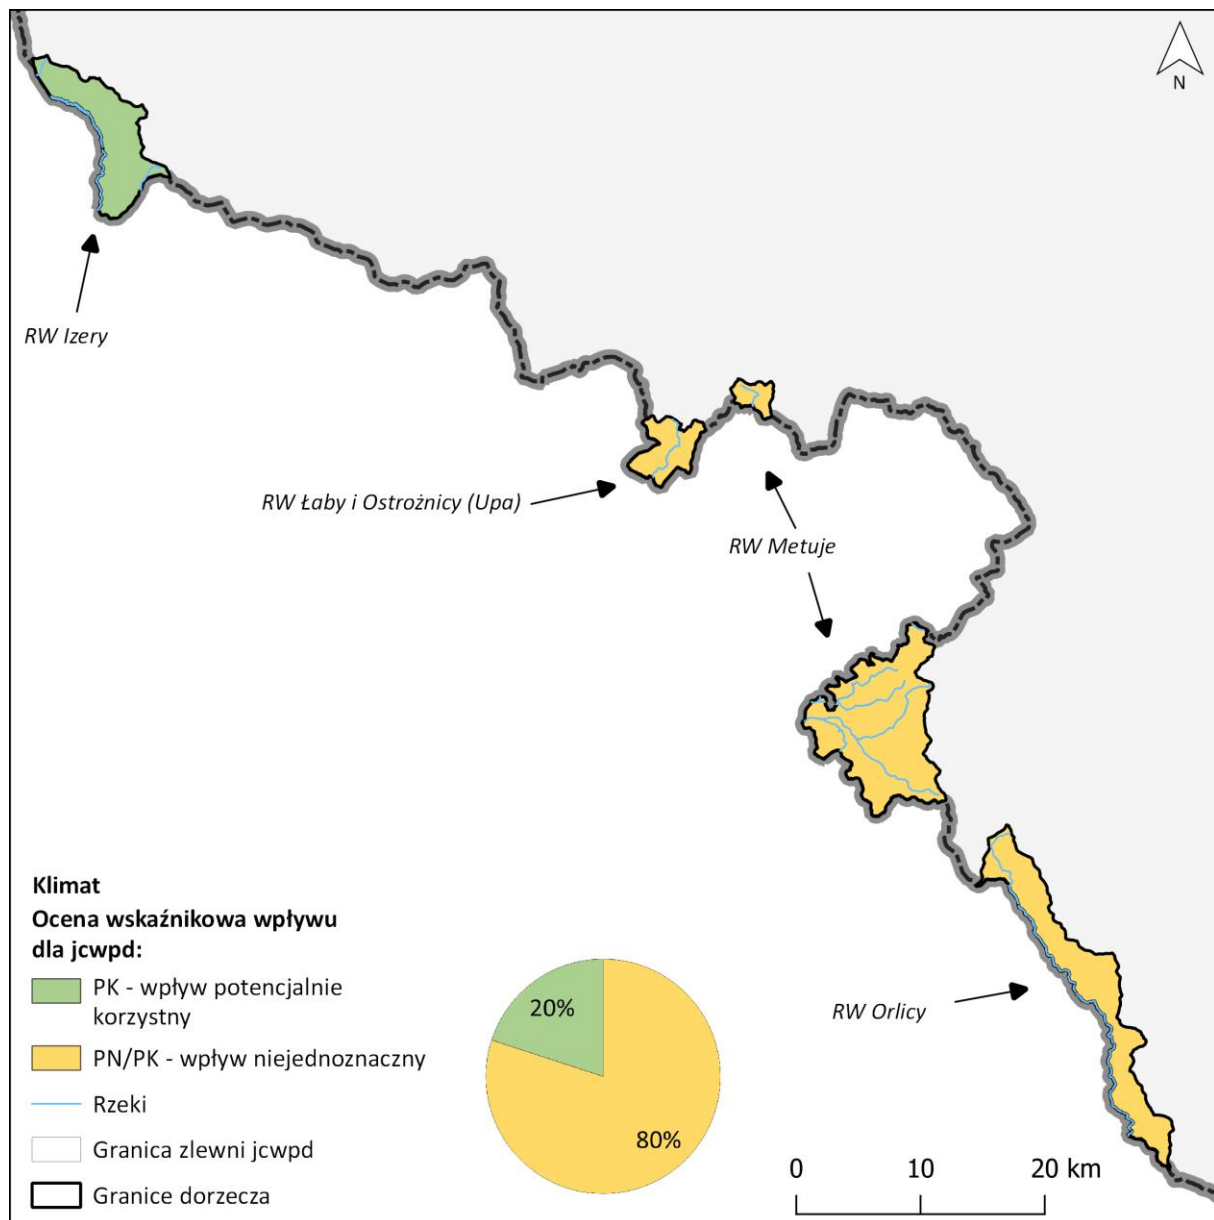 N
RW Izery
RW Łaby i Ostrożnicy (Upa)
RW Metuje
RW Orlicy
Klimat
Ocena wskaźnikowa wpływu
dla jcwpd:
PK - wpływ potencjalnie
korzystny
PN/PK - wpływ niejednoznaczny
Rzeki
Granica zlewni jcwpd
Granice dorzecza
20%
80%
0 10 20 km